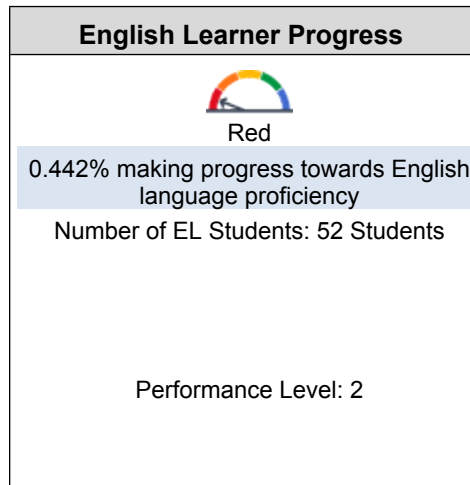 English Learner Progress
Red
0.442% making progress towards English
language proficiency
Number of EL Students: 52 Students
Performance Level: 2